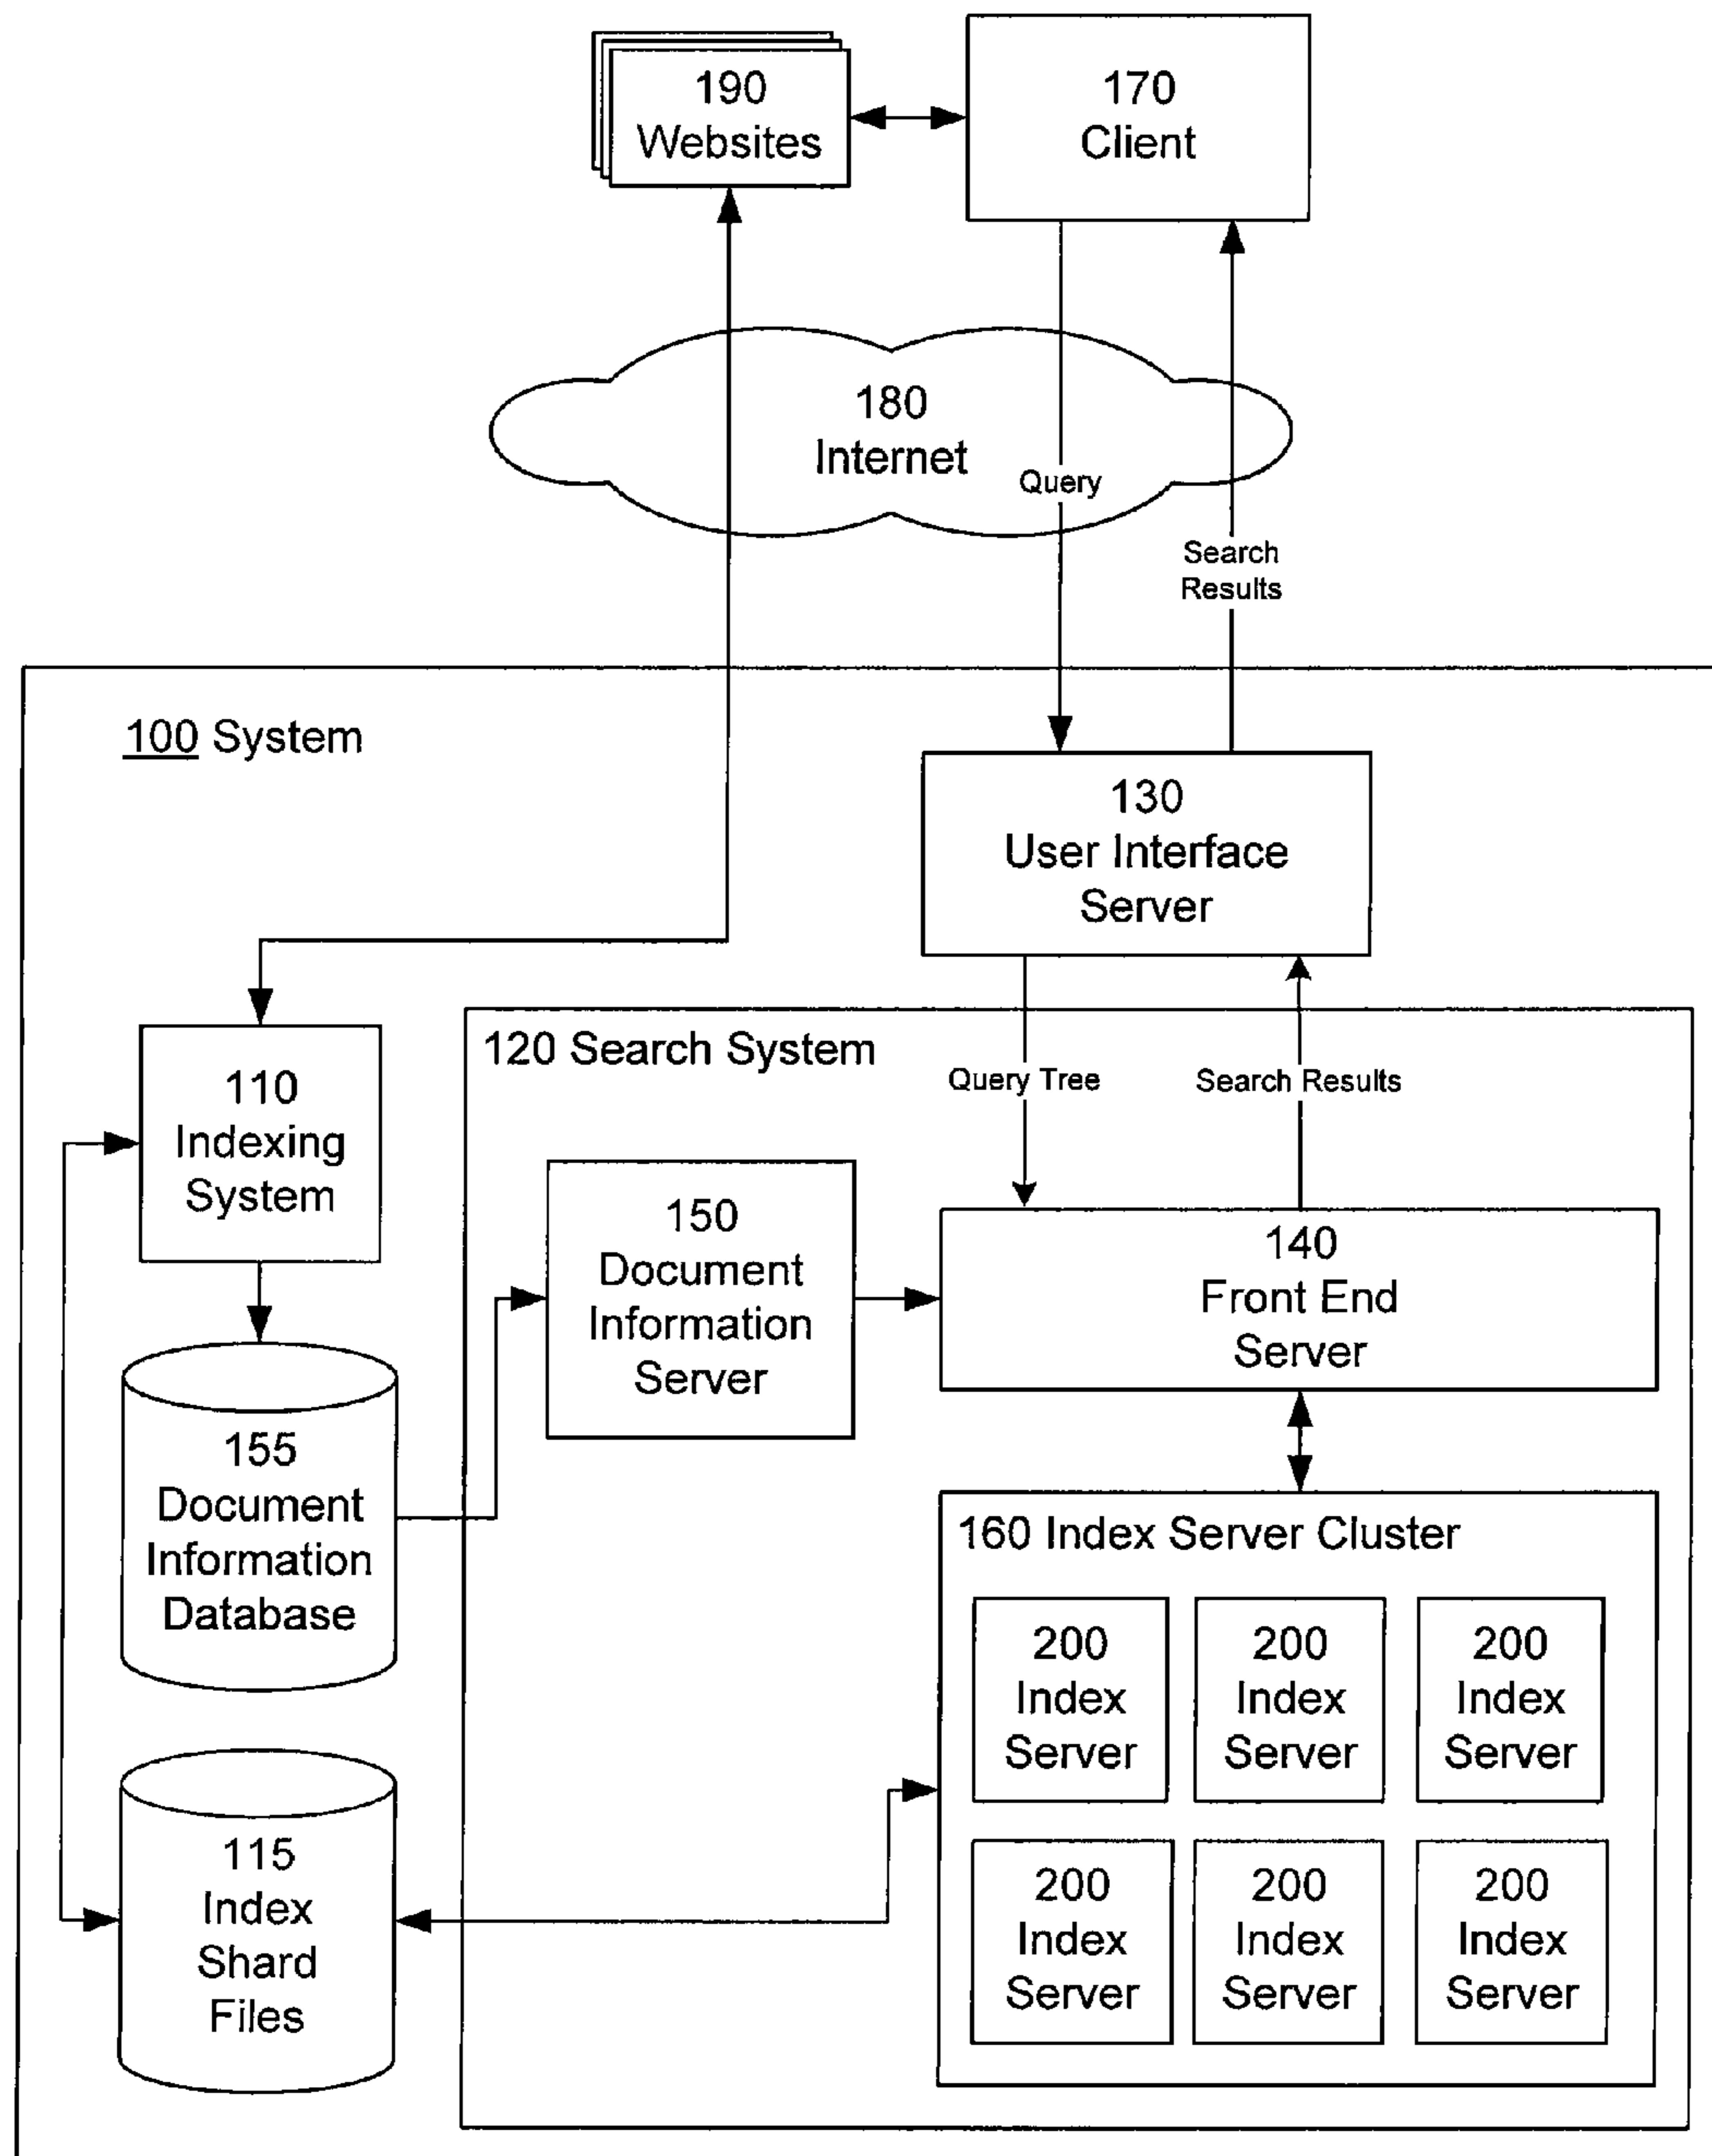 190
Websites
170
Client
180
Internet
Query
Search
Results
100 System
130
User Interface
Server
120 Search System
Query Tree
Search Results
110
Indexing
System
150
Document
Information
Server
140
Front End
Server
155
Document
Information
Database
160 Index Server Cluster
200
Index
Server
200
Index
Server
200
Index
Server
115
Index
Shard
Files
200
Index
Server
200
Index
Server
200
Index
Server